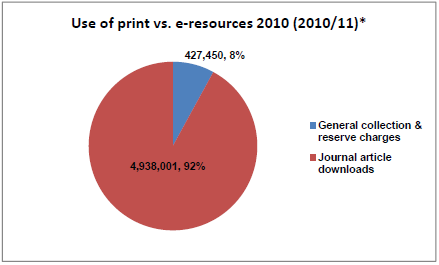 Use of print vs. e-resources 2010 (2010/11)*
427,450, 8%
General collection &
reserve charges
Journal article
downloads
4,938,001, 92%